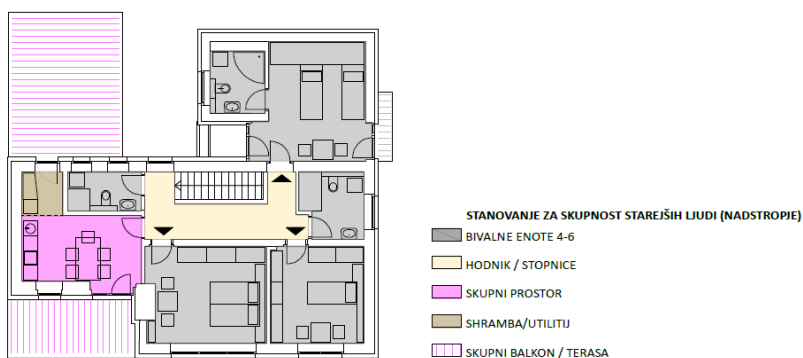 STANOVANJE ZA SKUPNOST STAREJŠIH LJUDI (NADSTROPJE)
BIVALNE ENOTE 4-6
HODNIK / STOPNICE
SKUPNI PROSTOR
SHRAMBA/UTILITIJ
SKUPNI BALKON / TERASA